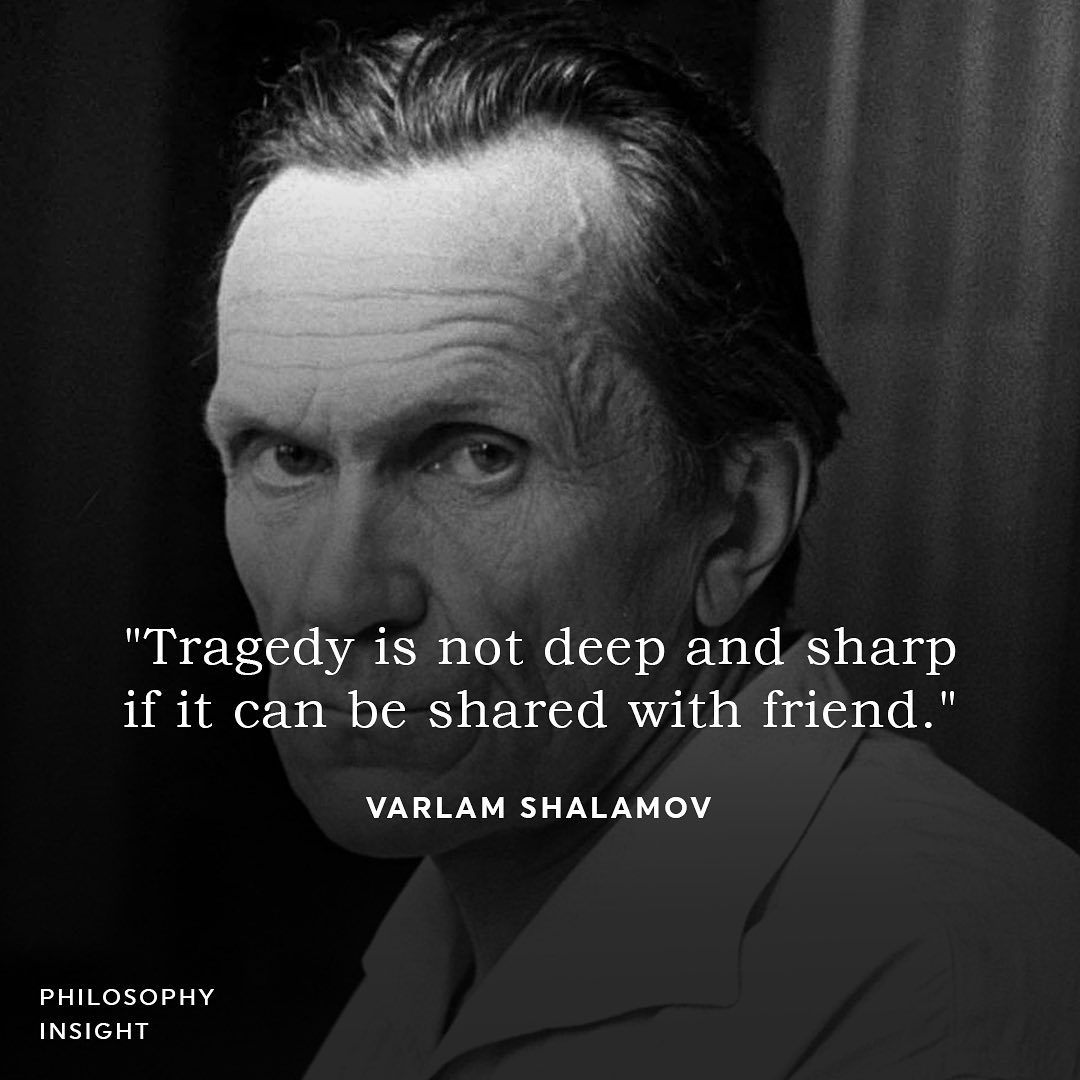 "Tragedy is not deep and sharp
if it can be shared with friend."
VARLAM SHALAMOV
PHILOSOPHY
INSIGHT